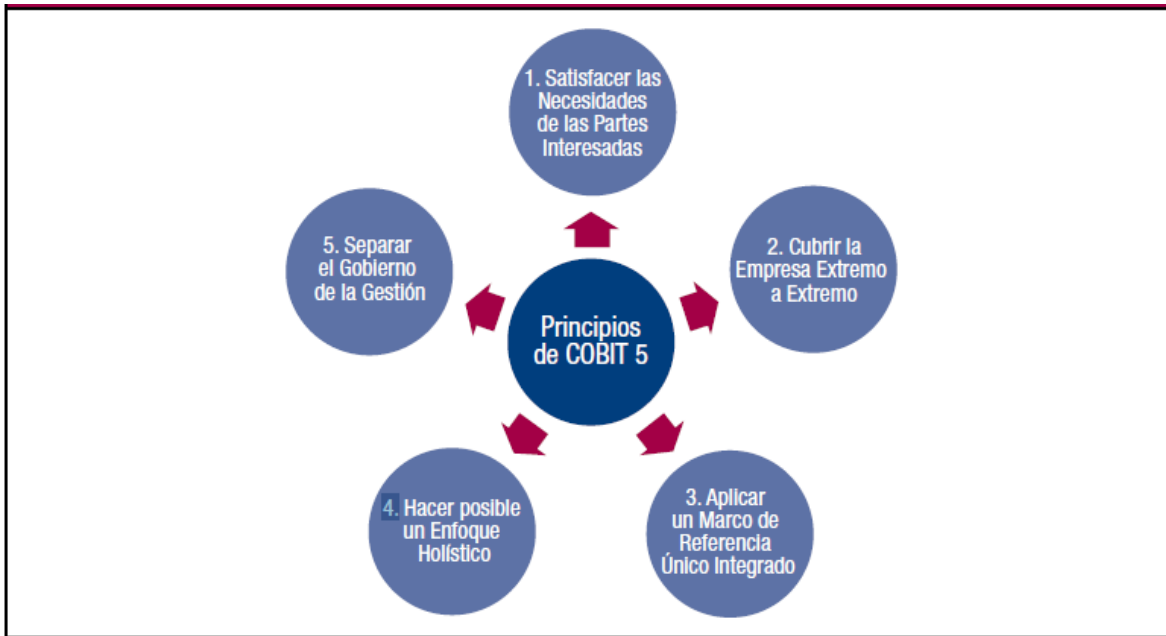 1. Satisfacer las
Necesidades
de las Partes
Interesadas
2. Cubrir la
Empresa Extremo
a Extremo
3. Aplicar
un Marco de
Referencia
Único Integrado
4. Hacer posible
un Enfoque
Holístico
5. Separar
el Gobierno
de la Gestión
Principios
de COBIT 5